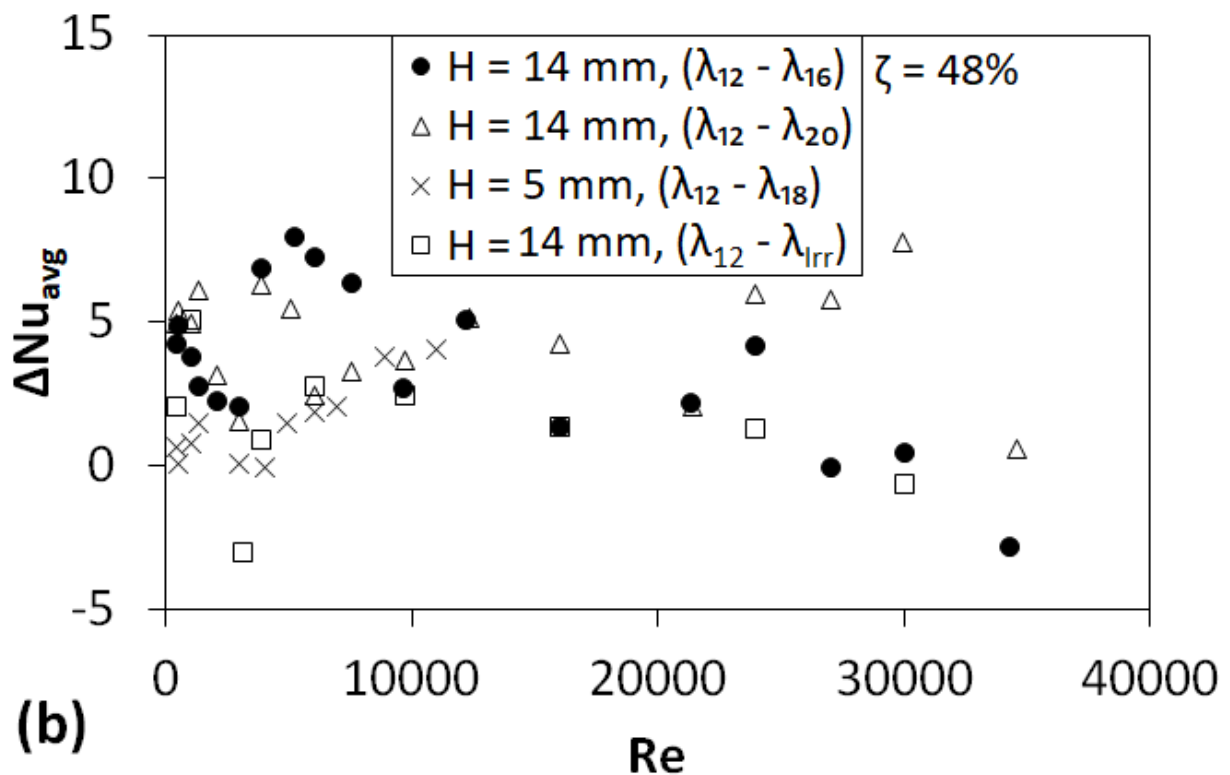 15
H = 14 mm, (λ₁₂ - λ₁₆) ζ = 48%
H = 14 mm, (λ₁₂ - λ₂₀)
H = 5 mm, (λ₁₂ - λ₁₈)
H = 14 mm, (λ₁₂ - λIrr)
10
5
0
-5
ΔNuavg
0 10000 20000 30000 40000
(b)
Re